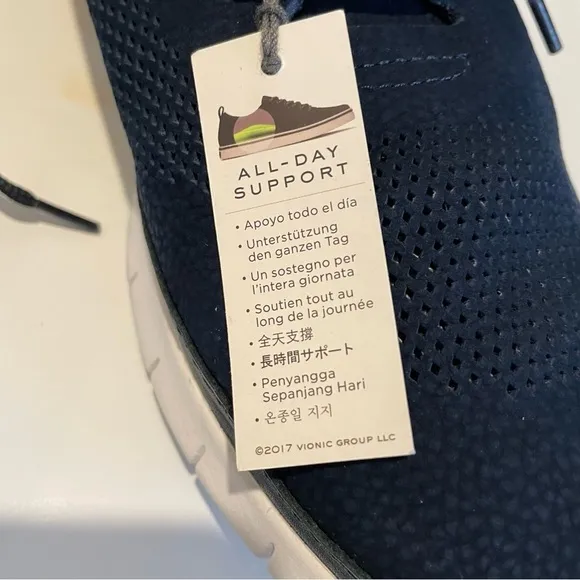 ALL-DAY
SUPPORT
• Apoyo todo el día
• Unterstützung
den ganzen Tag
• Un sostegno per
l'intera giornata
• Soutien tout au
long de la journée
• 全天支撐
• 長時間サポート
• Penyangga
Sepanjang Hari
• 온종일 지지
©2017 VIONIC GROUP LLC